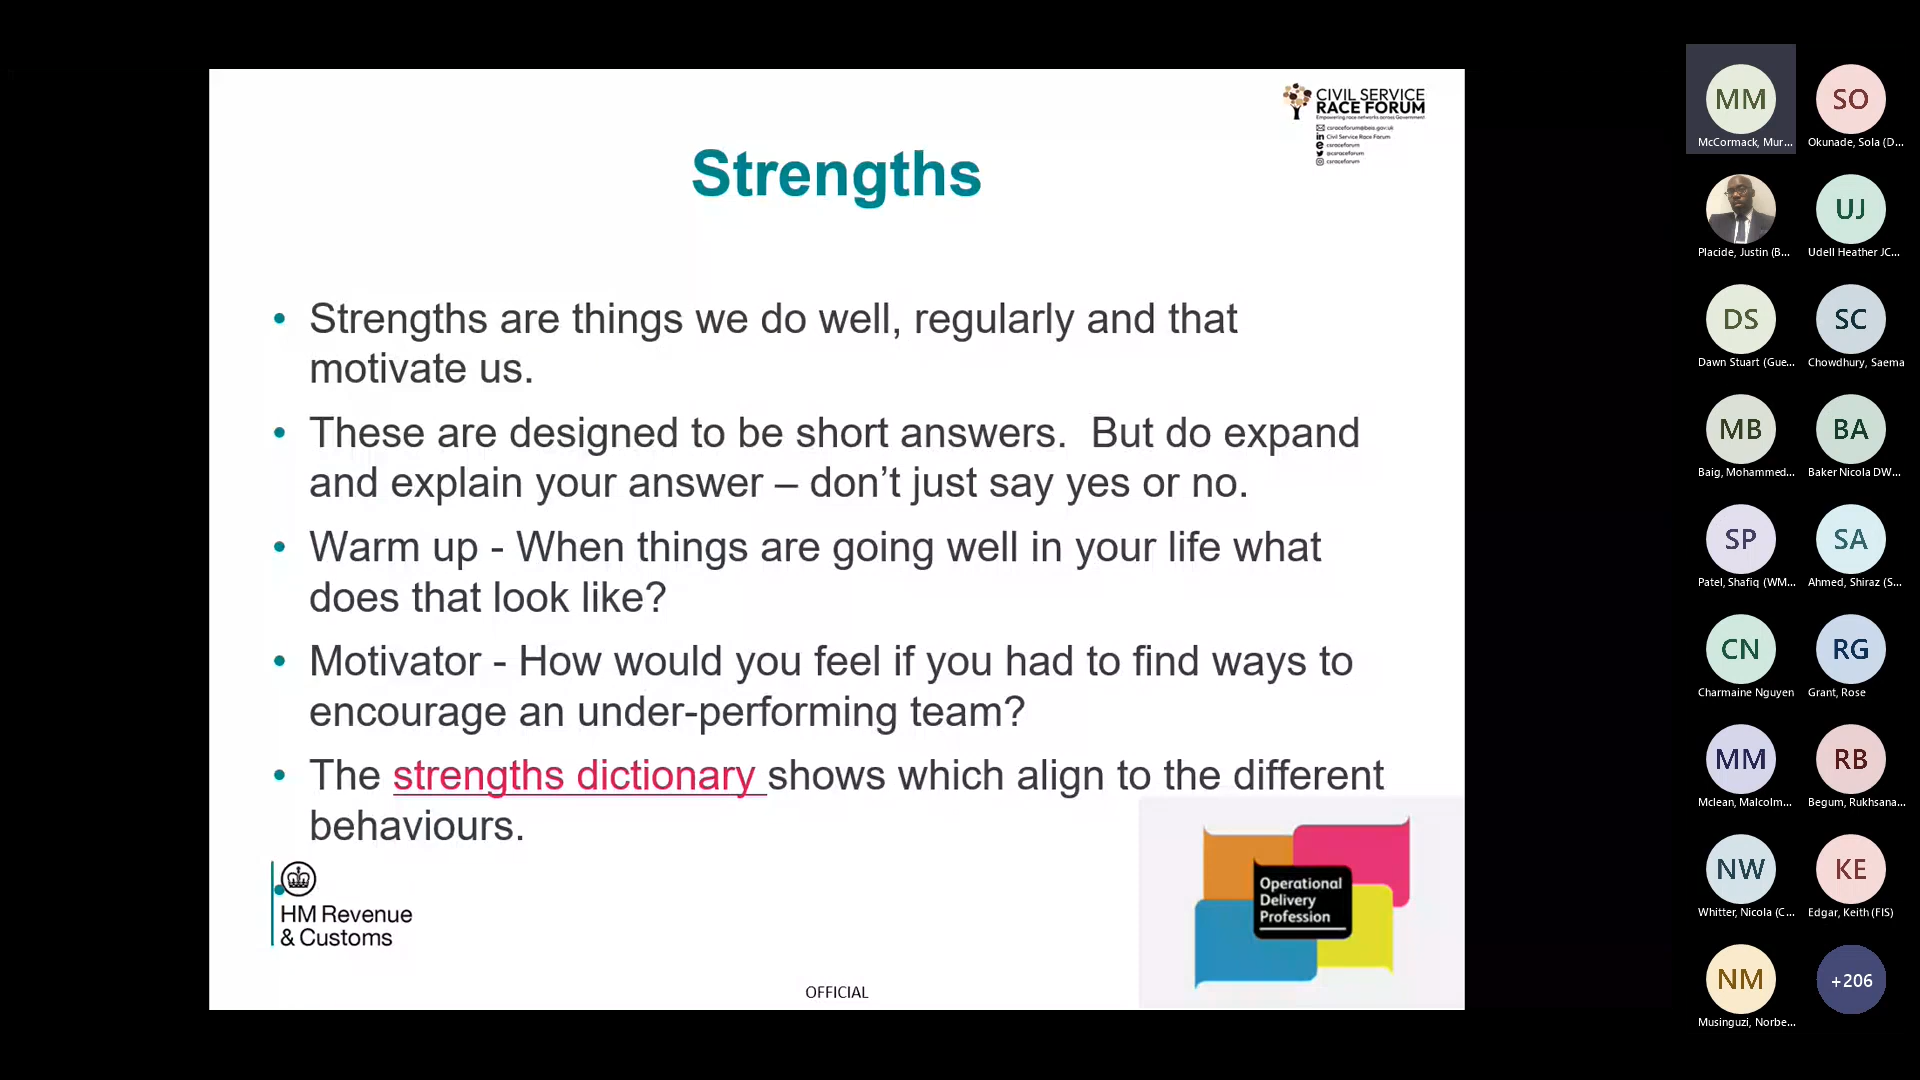 CIVIL SERVICE
RACE FORUM
Empowering race networks across Government
csraceforum@beis.gov.uk
Civil Service Race Forum
csraceforum
@csraceforum
csraceforum
Strengths
• Strengths are things we do well, regularly and that
motivate us.
• These are designed to be short answers.  But do expand
and explain your answer – don’t just say yes or no.
• Warm up - When things are going well in your life what
does that look like?
• Motivator - How would you feel if you had to find ways to
encourage an under-performing team?
• The strengths dictionary shows which align to the different
behaviours.
HM Revenue
& Customs
Operational
Delivery
Profession
OFFICIAL
MM
McCormack, Mur...
SO
Okunade, Sola (D...
Placide, Justin (B...
UJ
Udell Heather JC...
DS
Dawn Stuart (Gue...
SC
Chowdhury, Saema
MB
Baig, Mohammed...
BA
Baker Nicola DW...
SP
Patel, Shafiq (WM...
SA
Ahmed, Shiraz (S...
CN
Charmaine Nguyen
RG
Grant, Rose
MM
Mclean, Malcolm...
RB
Begum, Rukhsana...
NW
Whitter, Nicola (C...
KE
Edgar, Keith (FIS)
NM
Musinguzi, Norbe...
+206